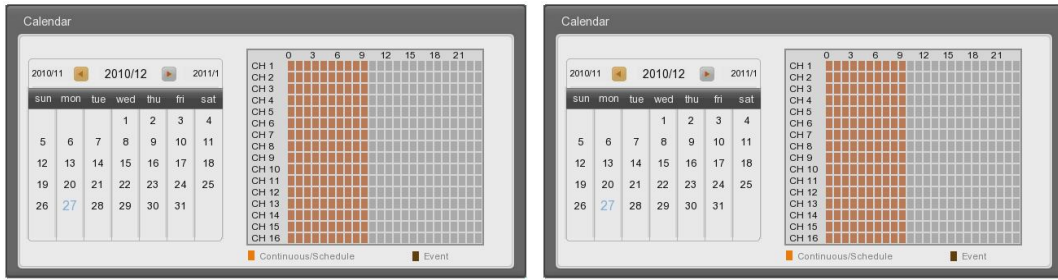 Calendar
2010/11 2010/12 2011/1
sun mon tue wed thu fri sat
1 2 3 4
5 6 7 8 9 10 11
12 13 14 15 16 17 18
19 20 21 22 23 24 25
26 27 28 29 30 31
0 3 6 9 12 15 18 21
CH 1
CH 2
CH 3
CH 4
CH 5
CH 6
CH 7
CH 8
CH 9
CH 10
CH 11
CH 12
CH 13
CH 14
CH 15
CH 16
Continuous/Schedule Event
Calendar
2010/11 2010/12 2011/1
sun mon tue wed thu fri sat
1 2 3 4
5 6 7 8 9 10 11
12 13 14 15 16 17 18
19 20 21 22 23 24 25
26 27 28 29 30 31
0 3 6 9 12 15 18 21
CH 1
CH 2
CH 3
CH 4
CH 5
CH 6
CH 7
CH 8
CH 9
CH 10
CH 11
CH 12
CH 13
CH 14
CH 15
CH 16
Continuous/Schedule Event